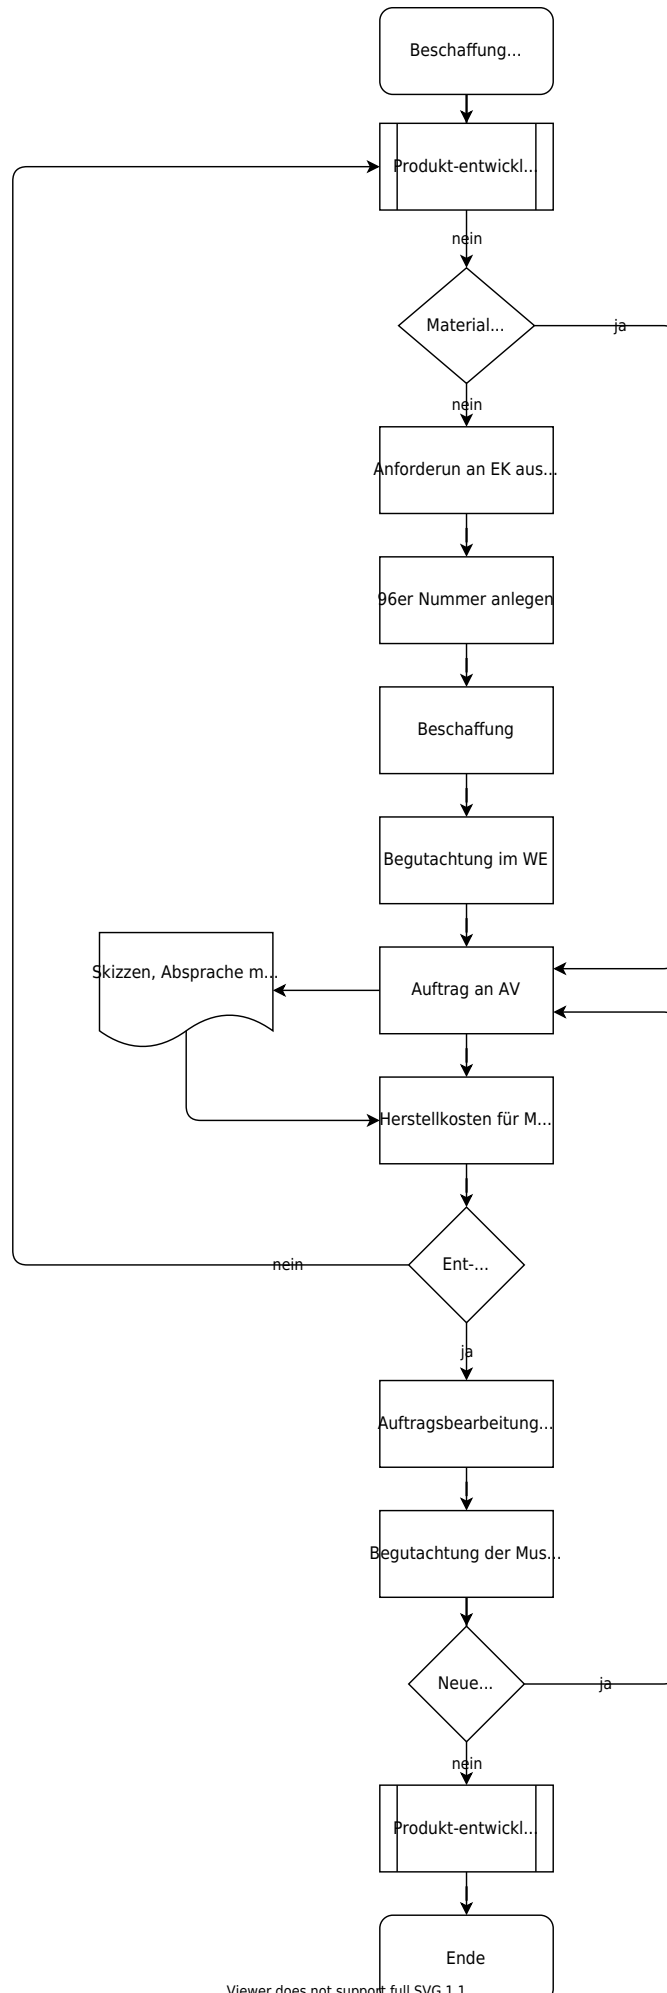 Beschaffung...
Produkt-entwickl...
nein
Material...
ja
nein
Anforderun an EK aus...
96er Nummer anlegen
Beschaffung
Begutachtung im WE
Skizzen, Absprache m...
Auftrag an AV
Herstellkosten für M...
nein
Ent-...
ja
Auftragsbearbeitung...
Begutachtung der Mus...
Neue...
ja
nein
Produkt-entwickl...
Ende
Viewer does not support full SVG 1.1